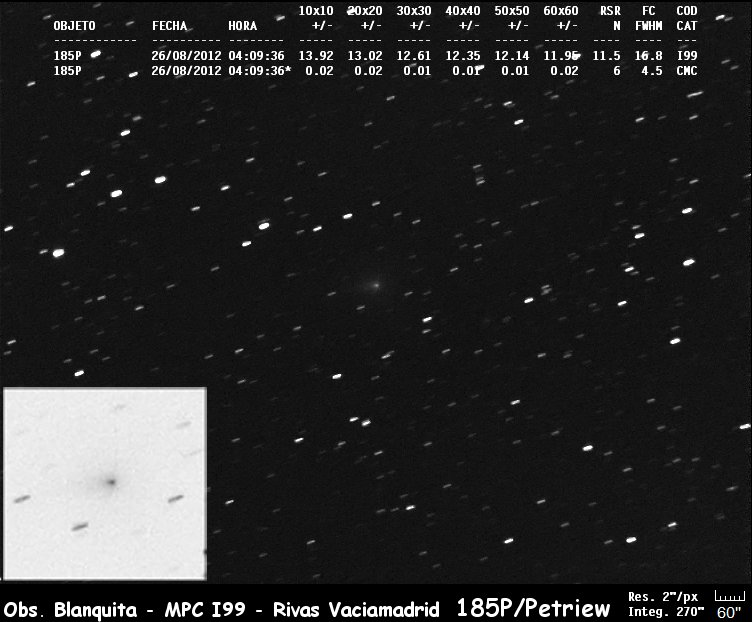 10x10 20x20 30x30 40x40 50x50 60x60 RSR FC COD
OBJETO FECHA HORA +/- +/- +/- +/- +/- +/- N FWHM CAT
------------ -------- -------- ----- ----- ----- ----- ----- ----- ---- ---- ---
185P 26/08/2012 04:09:36 13.92 13.02 12.61 12.35 12.14 11.95 11.5 16.8 I99
185P 26/08/2012 04:09:36* 0.02 0.02 0.01 0.01 0.01 0.02 6 4.5 CMC
Res. 2"/px
Obs. Blanquita - MPC I99 - Rivas Vaciamadrid 185P/Petriew Integ. 270" 60"